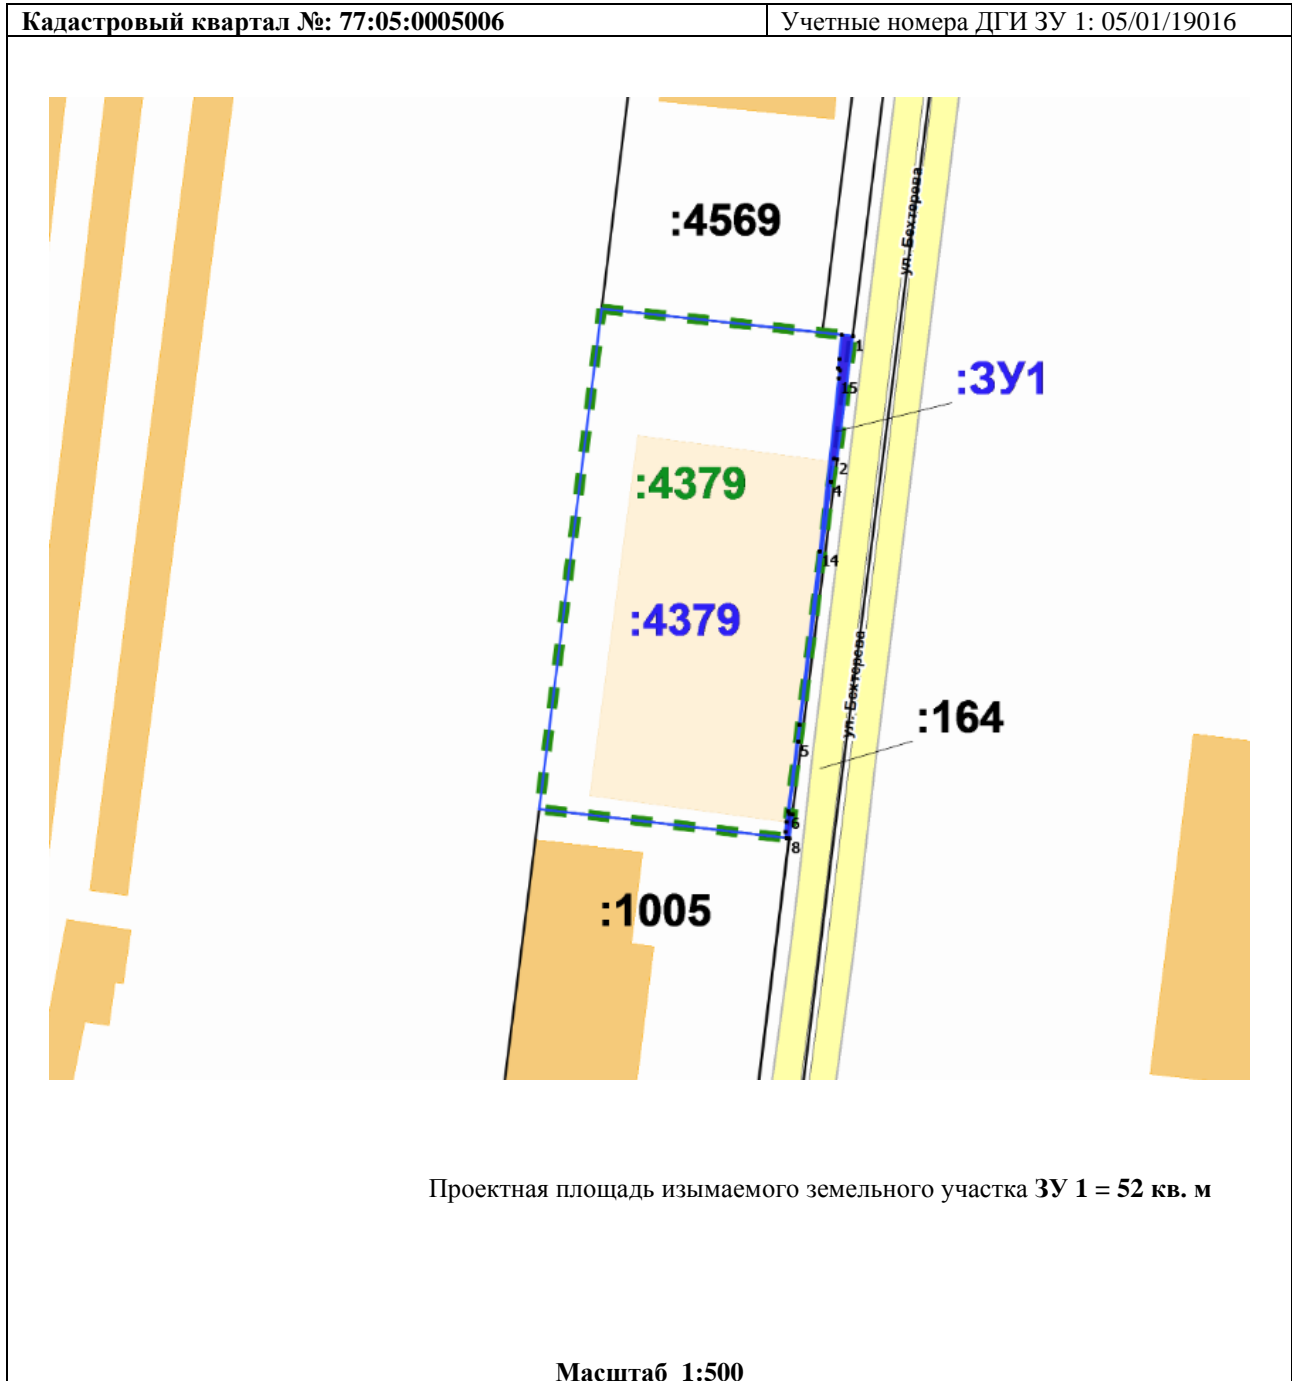 Кадастровый квартал №: 77:05:0005006
Учетные номера ДГИ ЗУ 1: 05/01/19016
ул. Бехтерева
:4569
1
:ЗУ1
15
2
:4379
4
14
:4379
ул. Бехтерева
:164
5
6
8
:1005
Проектная площадь изымаемого земельного участка ЗУ 1 = 52 кв. м
Масштаб 1:500